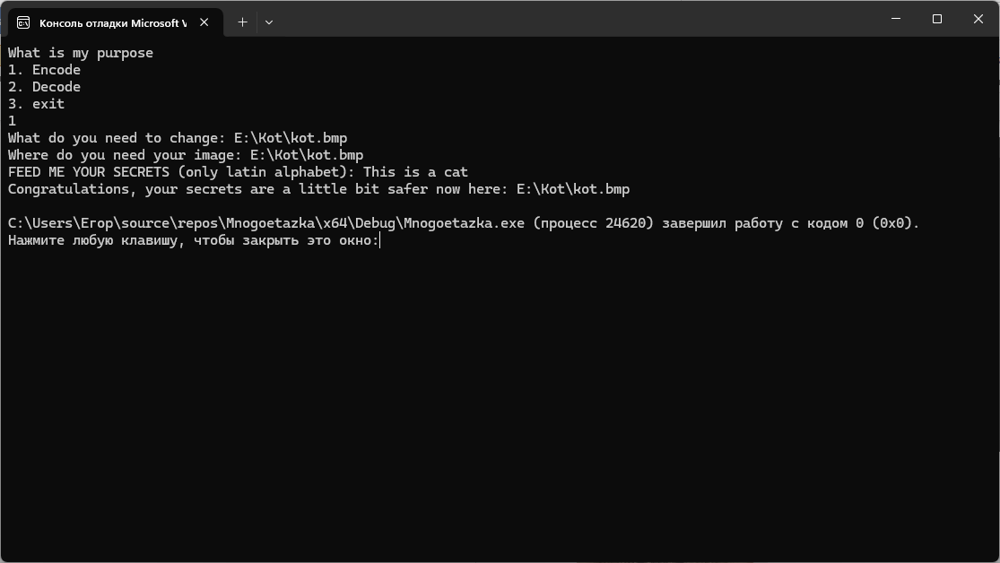 Консоль отладки Microsoft V
What is my purpose
1. Encode
2. Decode
3. exit
1
What do you need to change: E:\Kot\kot.bmp
Where do you need your image: E:\Kot\kot.bmp
FEED ME YOUR SECRETS (only latin alphabet): This is a cat
Congratulations, your secrets are a little bit safer now here: E:\Kot\kot.bmp
C:\Users\Егор\source\repos\Mnogoetazka\x64\Debug\Mnogoetazka.exe (процесс 24620) завершил работу с кодом 0 (0x0).
Нажмите любую клавишу, чтобы закрыть это окно: